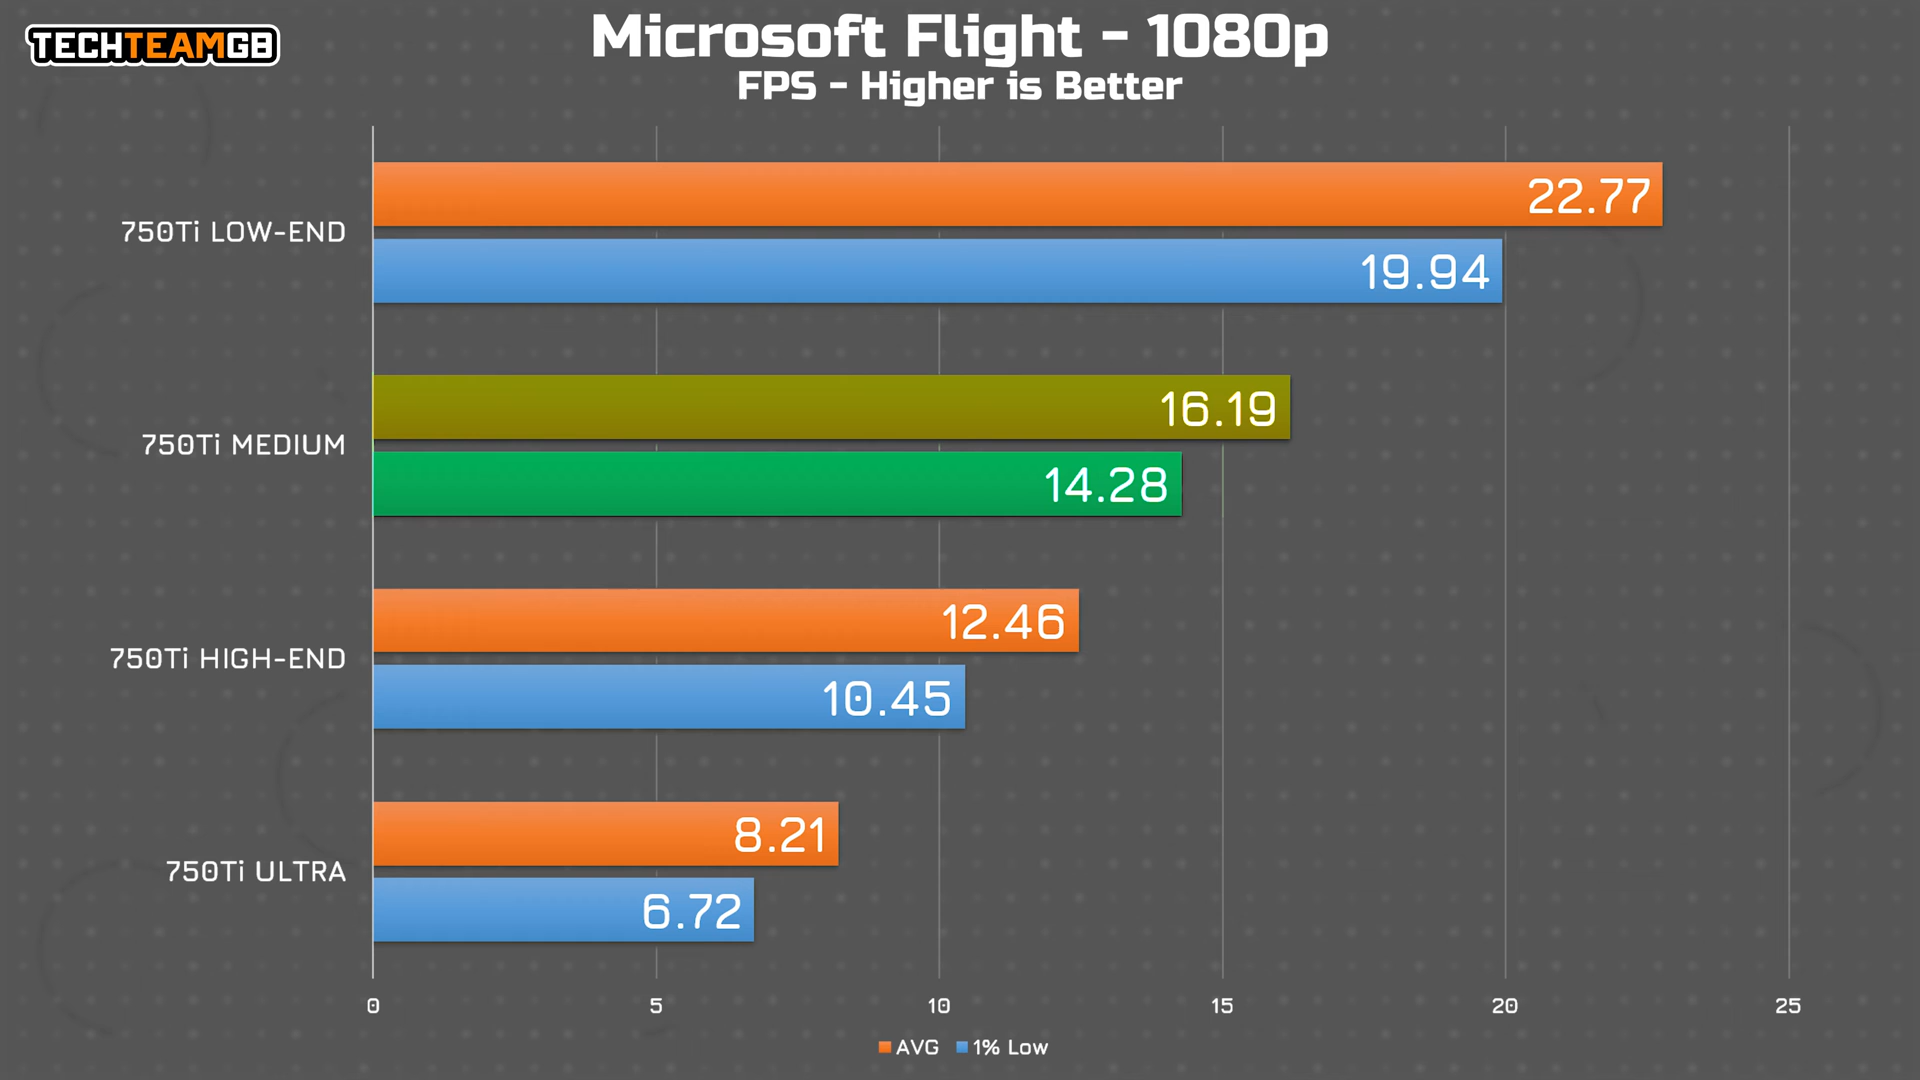 TECHTEAMGB
Microsoft Flight - 1080p
FPS - Higher is Better
750Ti LOW-END
22.77
19.94
750Ti MEDIUM
16.19
14.28
750Ti HIGH-END
12.46
10.45
750Ti ULTRA
8.21
6.72
0 5 10 15 20 25
AVG 1% Low